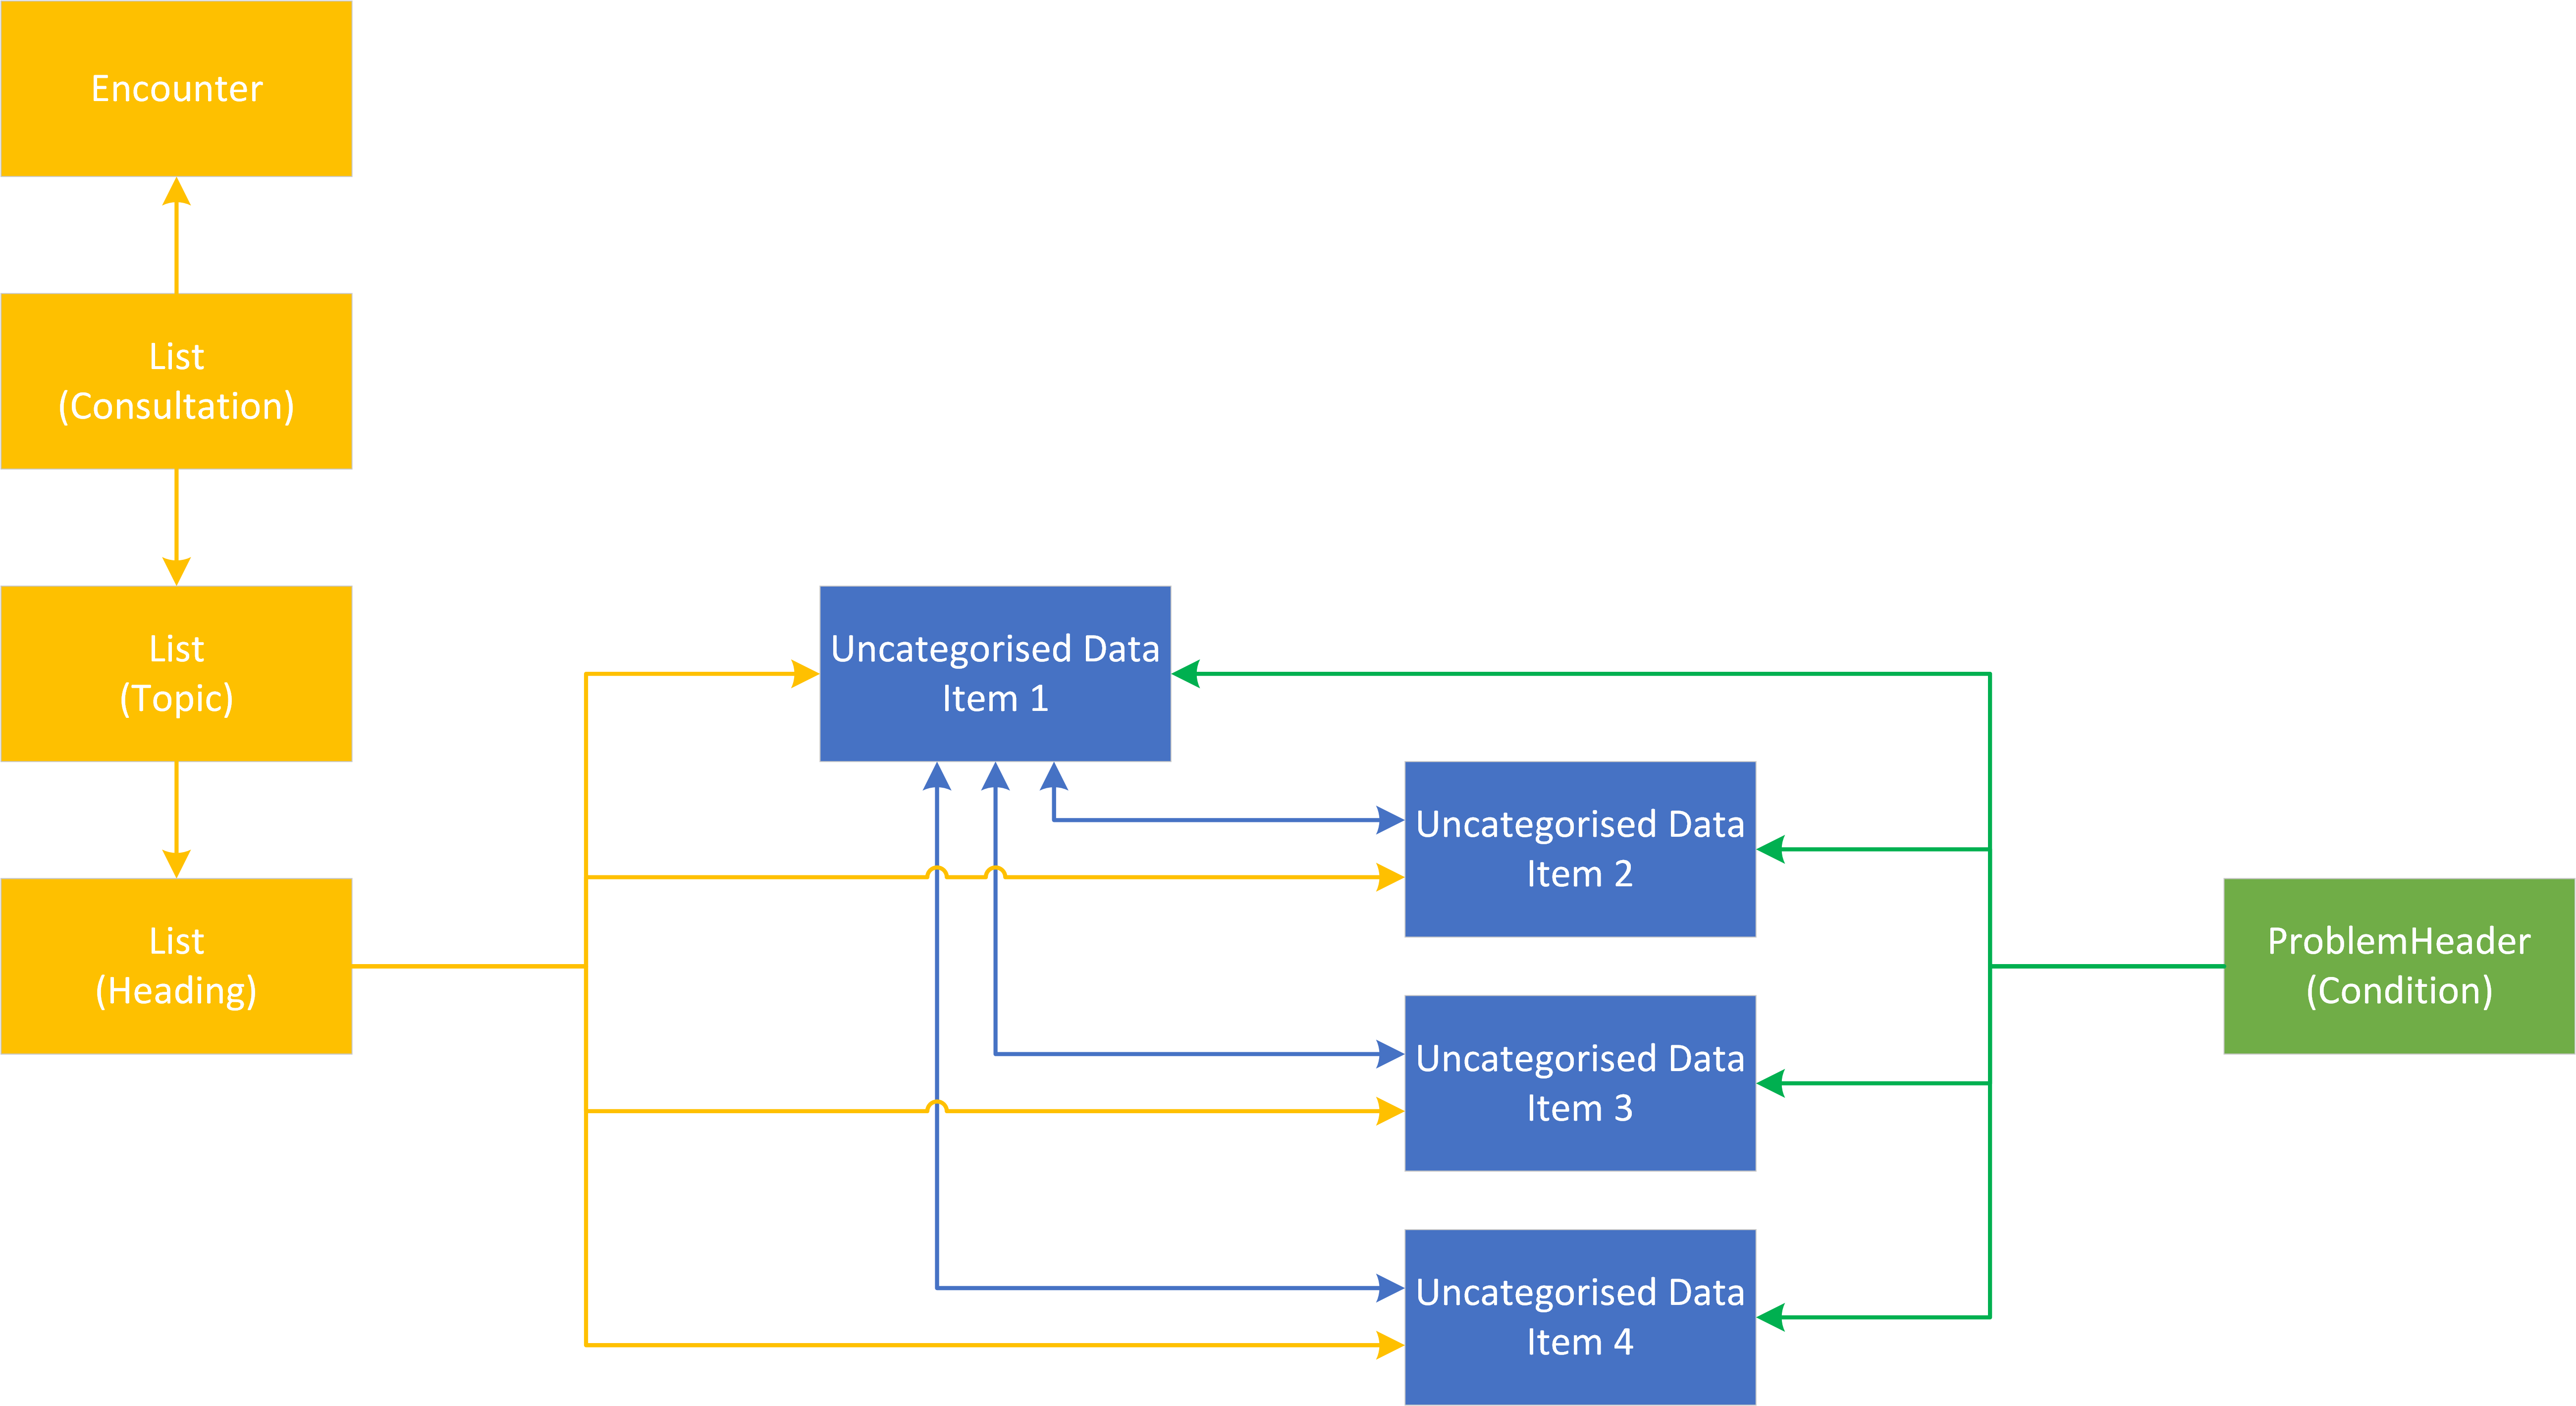 Encounter
List
(Consultation)
List
(Topic)
List
(Heading)
Uncategorised Data
Item 1
Uncategorised Data
Item 2
Uncategorised Data
Item 3
Uncategorised Data
Item 4
ProblemHeader
(Condition)